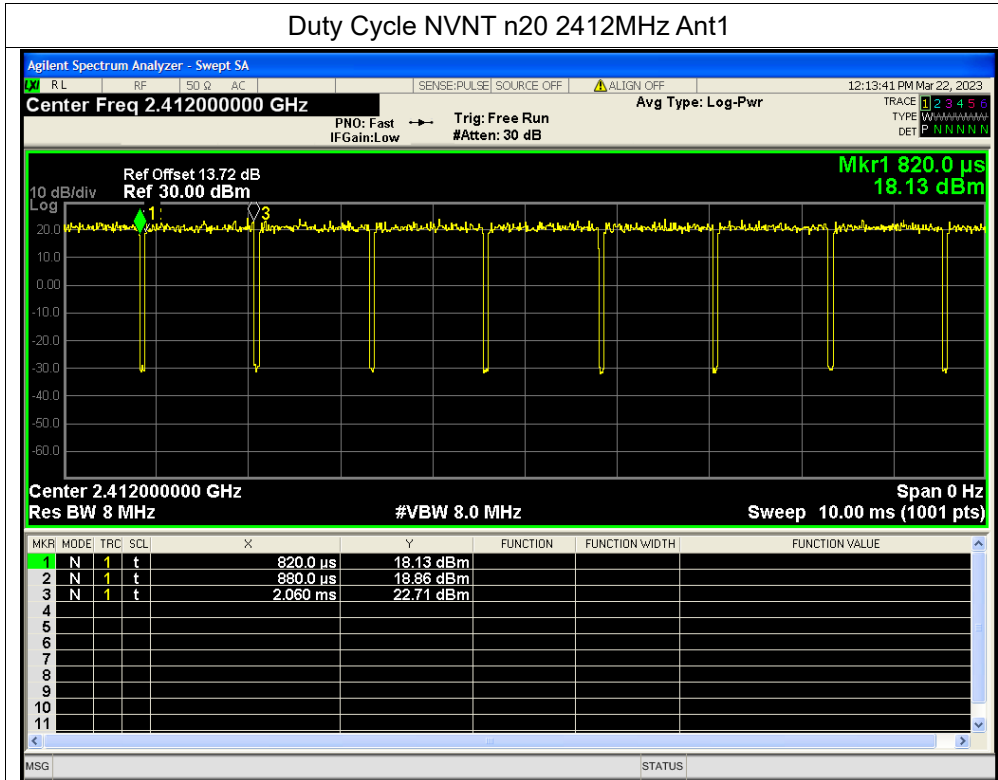 Duty Cycle NVNT n20 2412MHz Ant1
Agilent Spectrum Analyzer - Swept SA
LXI RL RF 50 Ω AC SENSE:PULSE SOURCE OFF ALIGN OFF 12:13:41 PM Mar 22, 2023
Center Freq 2.412000000 GHz Avg Type: Log-Pwr TRACE 1 2 3 4 5 6
PNO: Fast Trig: Free Run TYPE WWWWWW
IFGain:Low #Atten: 30 dB DET P N N N N N
Mkr1 820.0 µs
Ref Offset 13.72 dB
10 dB/div Ref 30.00 dBm 18.13 dBm
Log
1 3
20.0
10.0
0.00
-10.0
-20.0
-30.0
-40.0
-50.0
-60.0
Center 2.412000000 GHz Span 0 Hz
Res BW 8 MHz #VBW 8.0 MHz Sweep 10.00 ms (1001 pts)
MKR MODE TRC SCL X Y FUNCTION FUNCTION WIDTH FUNCTION VALUE
1 N 1 t 820.0 µs 18.13 dBm
2 N 1 t 880.0 µs 18.86 dBm
3 N 1 t 2.060 ms 22.71 dBm
4
5
6
7
8
9
10
11
MSG STATUS